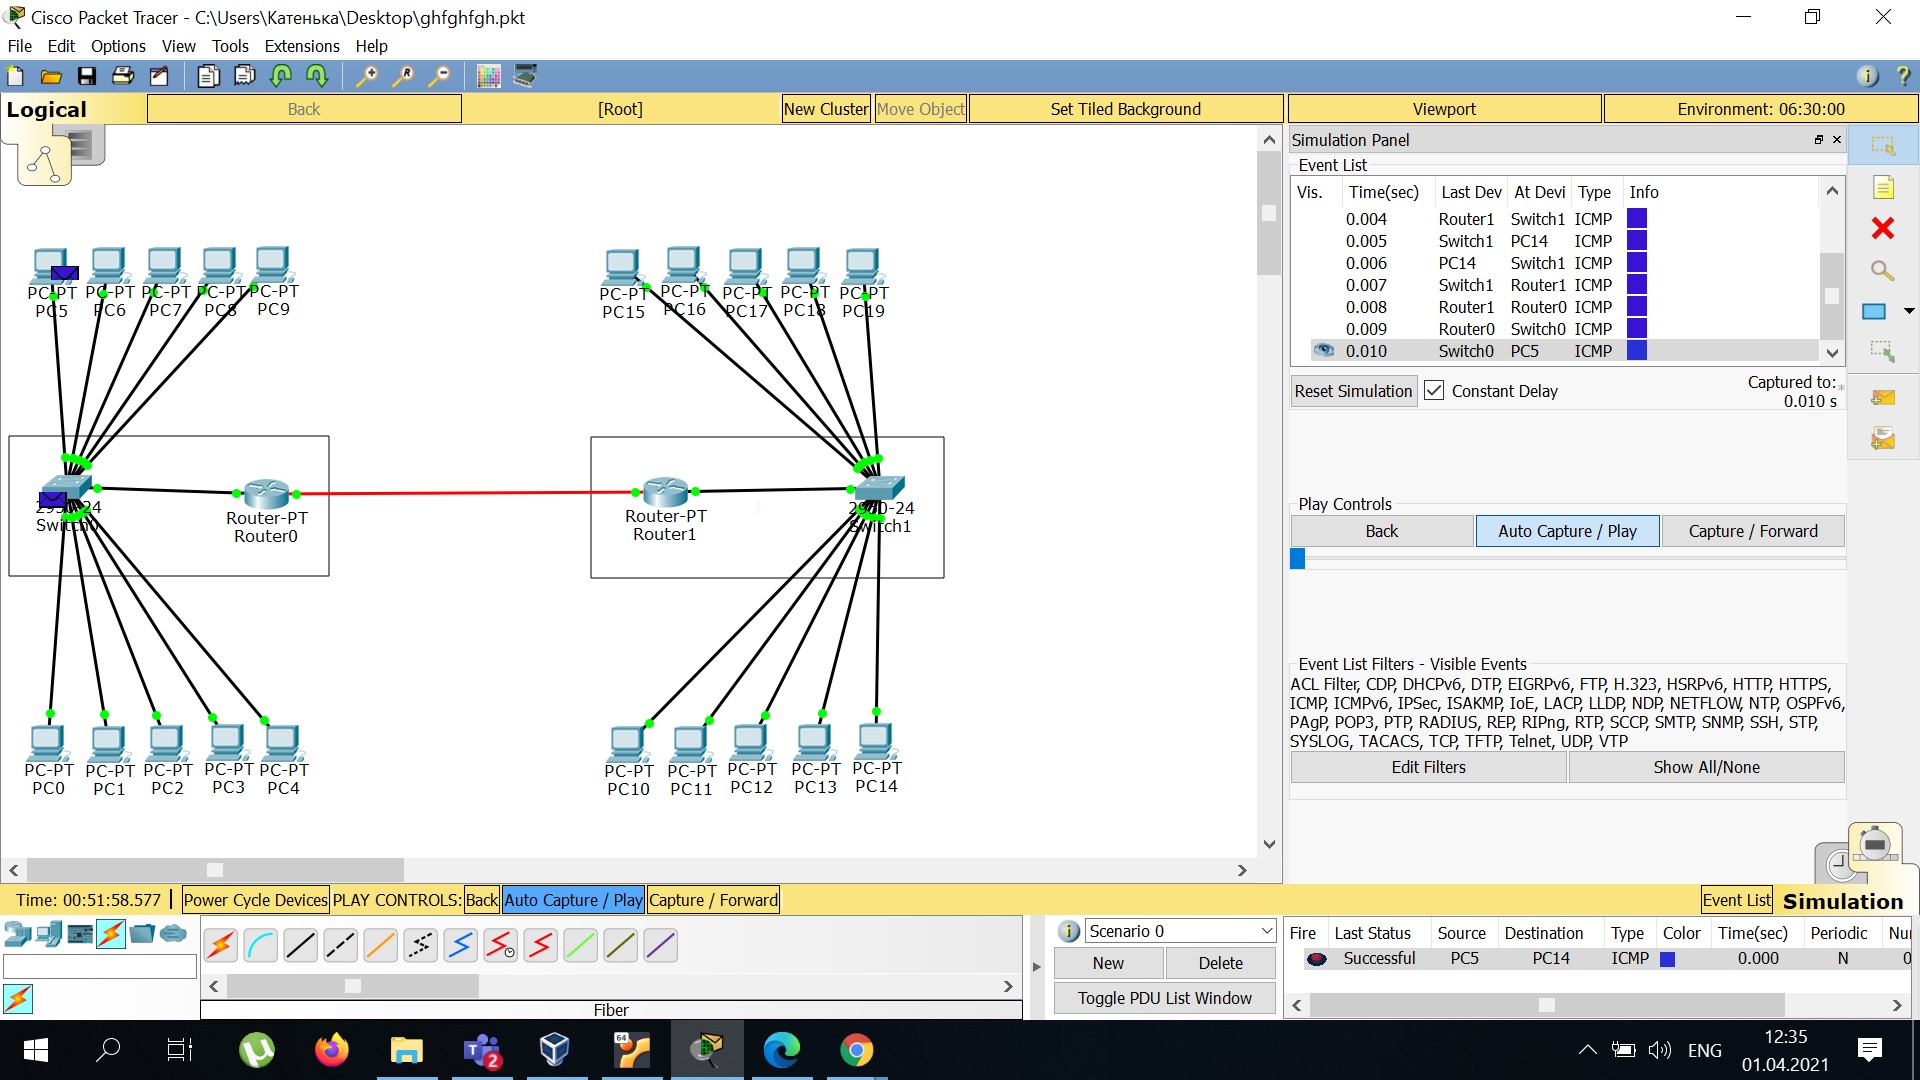 Cisco Packet Tracer - C:\Users\Катенька\Desktop\ghfghfgh.pkt
File Edit Options View Tools Extensions Help
Logical Back [Root] New Cluster Move Object Set Tiled Background Viewport Environment: 06:30:00
Simulation Panel
Event List
Vis. Time(sec) Last Dev At Devi Type Info
0.004 Router1 Switch1 ICMP
0.005 Switch1 PC14 ICMP
0.006 PC14 Switch1 ICMP
0.007 Switch1 Router1 ICMP
0.008 Router1 Router0 ICMP
0.009 Router0 Switch0 ICMP
0.010 Switch0 PC5 ICMP
Reset Simulation Constant Delay Captured to: *
0.010 s
Play Controls
Back Auto Capture / Play Capture / Forward
Event List Filters - Visible Events
ACL Filter, CDP, DHCPv6, DTP, EIGRPv6, FTP, H.323, HSRPv6, HTTP, HTTPS,
ICMP, ICMPv6, IPSec, ISAKMP, IoE, LACP, LLDP, NDP, NETFLOW, NTP, OSPFv6,
PAgP, POP3, PTP, RADIUS, REP, RIPng, RTP, SCCP, SMTP, SNMP, SSH, STP,
SYSLOG, TACACS, TCP, TFTP, Telnet, UDP, VTP
Edit Filters Show All/None
PC-PT PC-PT PC-PT PC-PT PC-PT
PC5 PC6 PC7 PC8 PC9
PC-PT PC-PT PC-PT PC-PT PC-PT
PC15 PC16 PC17 PC18 PC19
2950-24
Switch0
Router-PT
Router0
Router-PT
Router1
2950-24
Switch1
PC-PT PC-PT PC-PT PC-PT PC-PT
PC0 PC1 PC2 PC3 PC4
PC-PT PC-PT PC-PT PC-PT PC-PT
PC10 PC11 PC12 PC13 PC14
Time: 00:51:58.577 Power Cycle Devices PLAY CONTROLS: Back Auto Capture / Play Capture / Forward Event List Simulation
Fiber
Scenario 0
New Delete
Toggle PDU List Window
Fire Last Status Source Destination Type Color Time(sec) Periodic Nu
Successful PC5 PC14 ICMP 0.000 N 0
64
2
ENG
12:35
01.04.2021